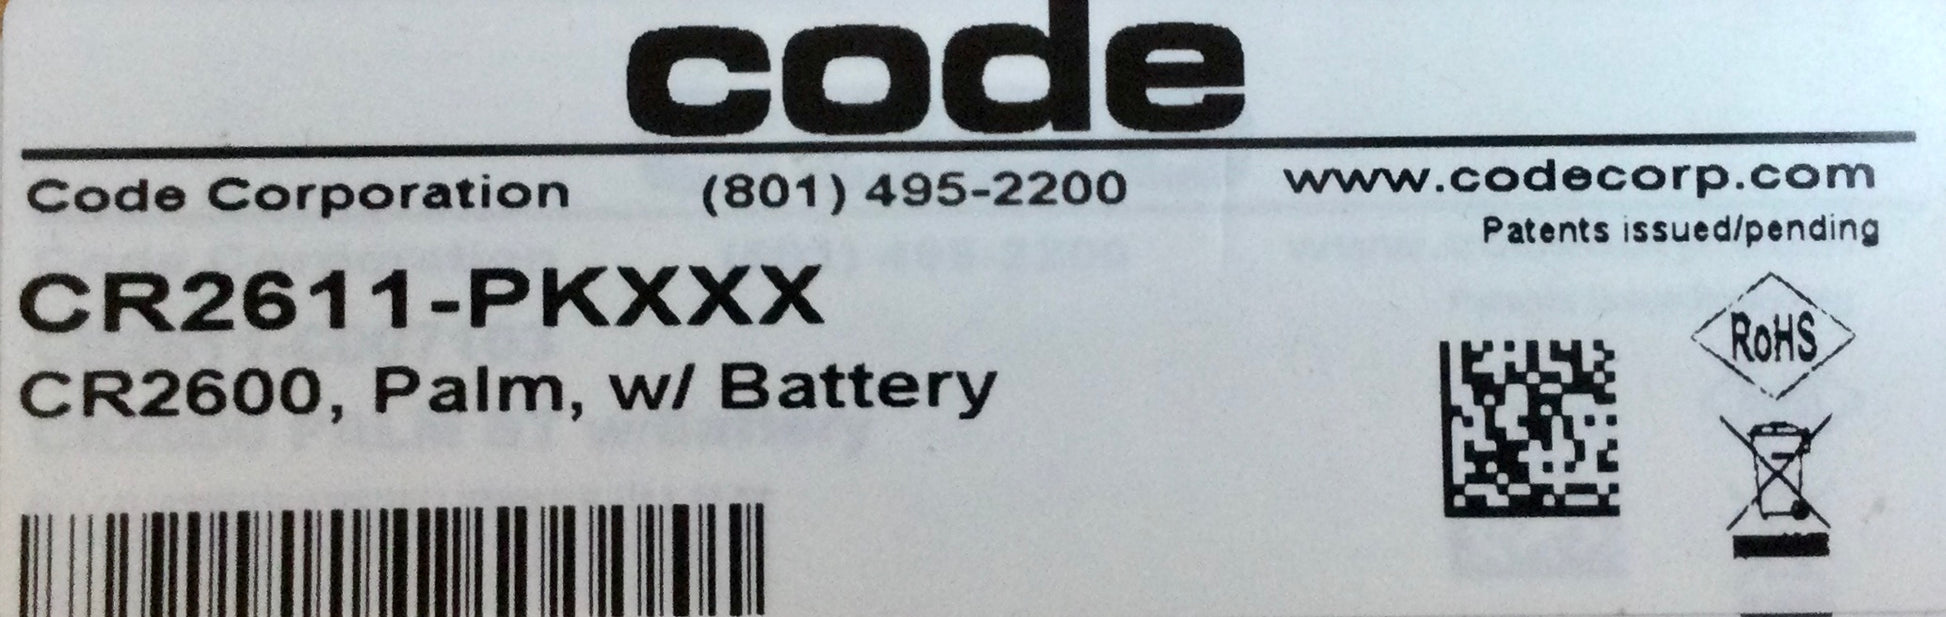 code
Code Corporation (801) 495-2200 www.codecorp.com
Patents issued/pending
CR2611-PKXXX
RoHS
CR2600, Palm, w/ Battery